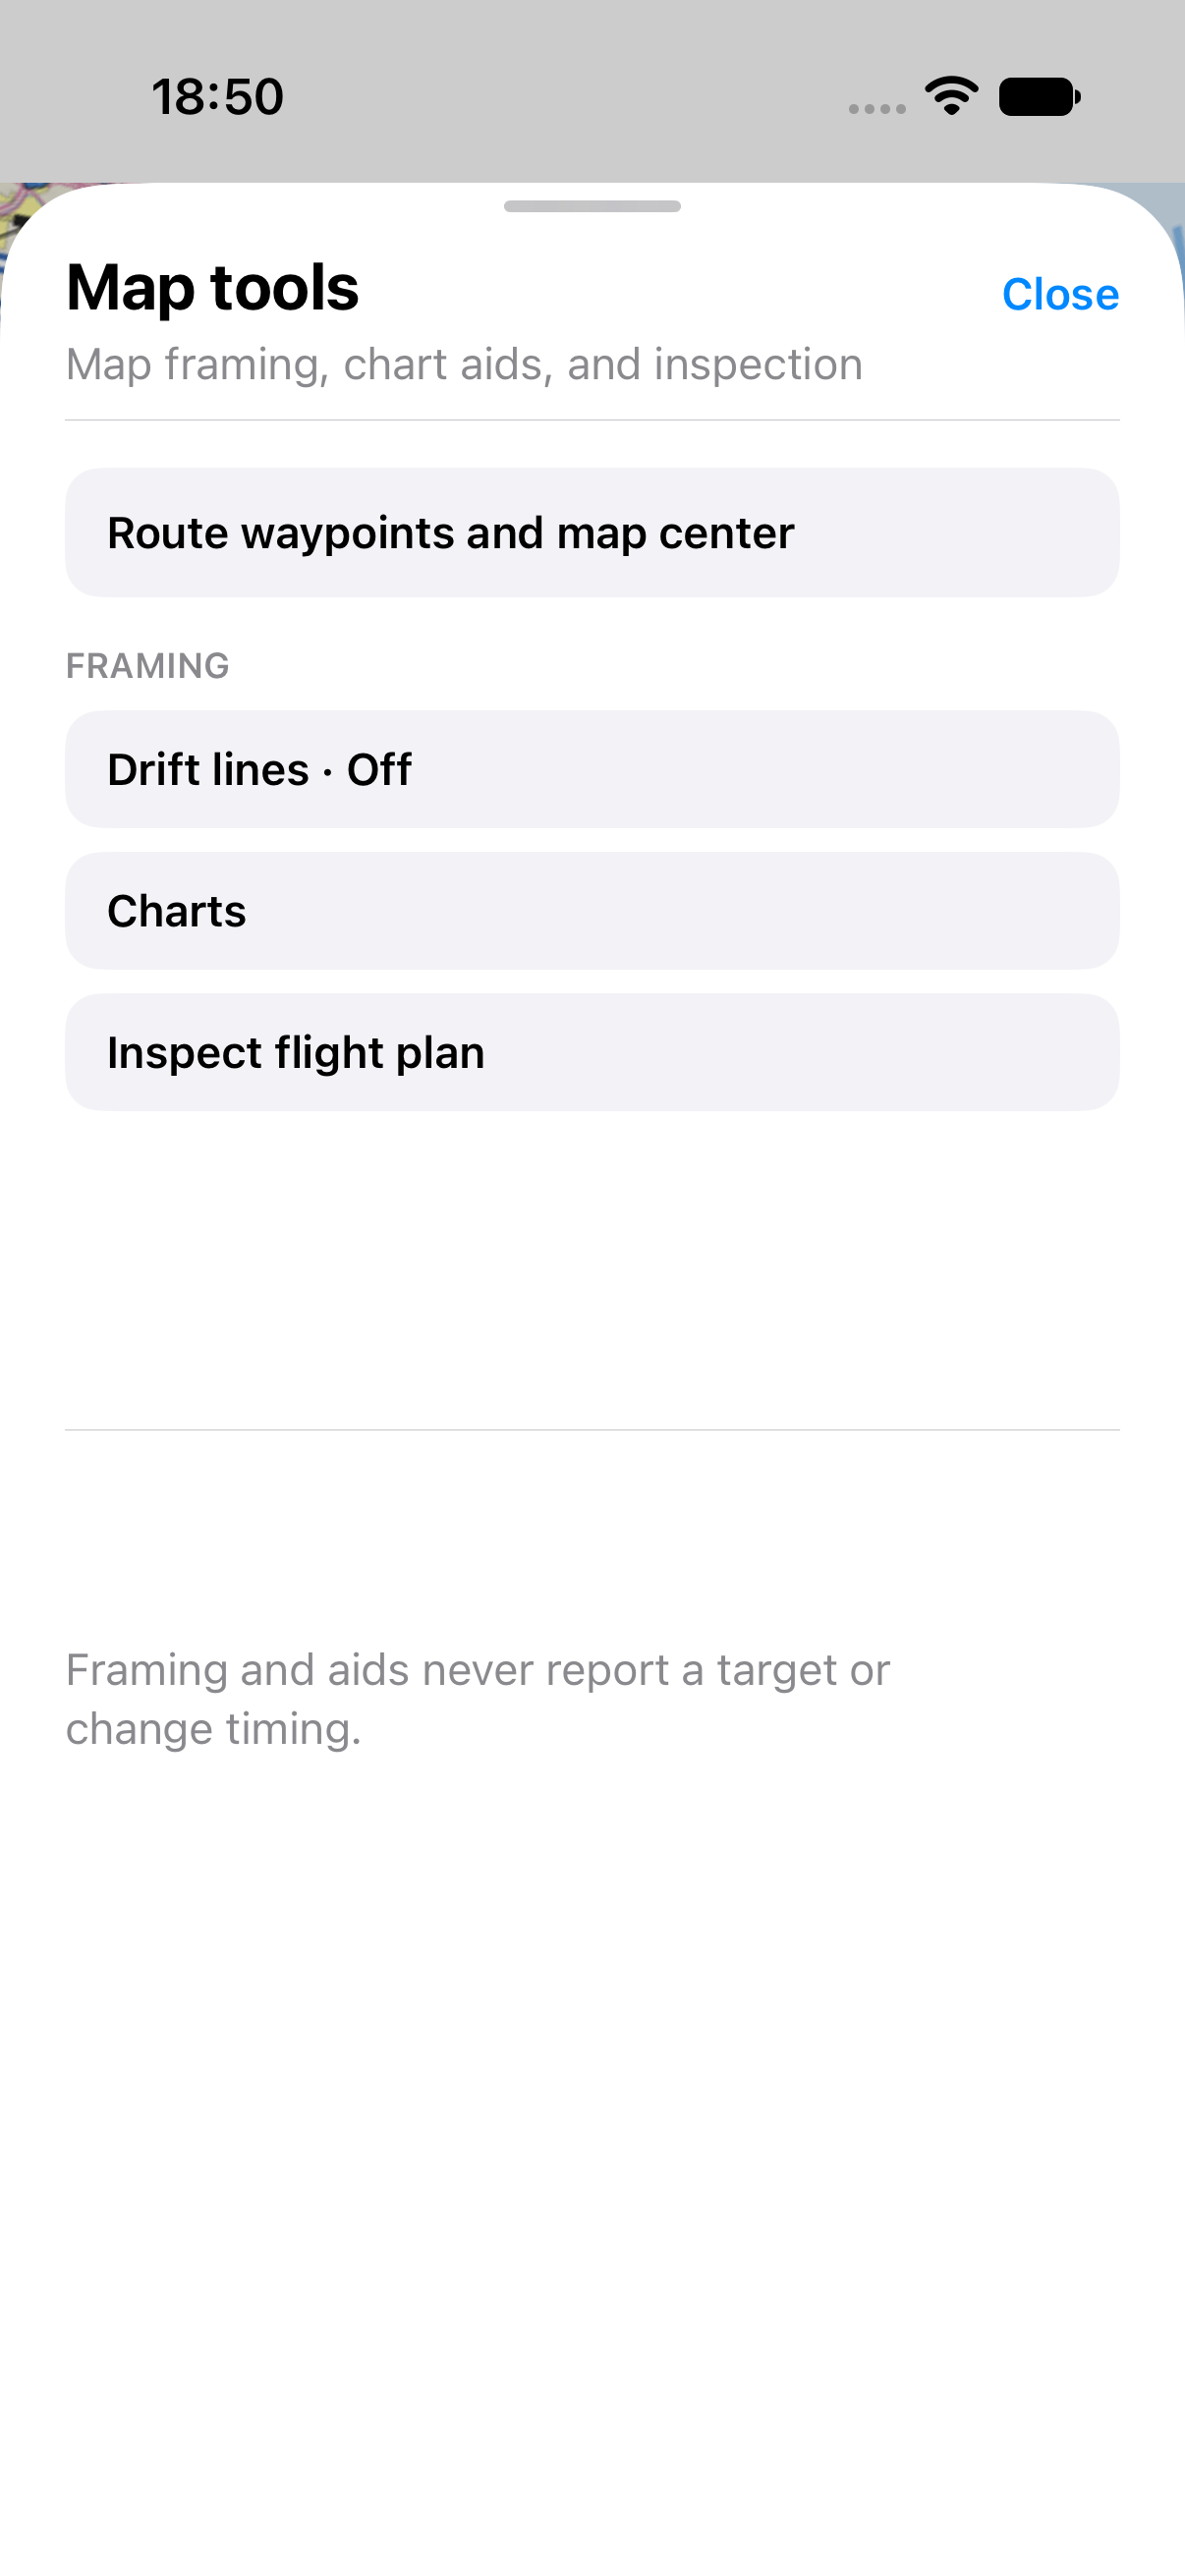 18:50
Map tools
Close
Map framing, chart aids, and inspection
Route waypoints and map center
FRAMING
Drift lines · Off
Charts
Inspect flight plan
Framing and aids never report a target or
change timing.